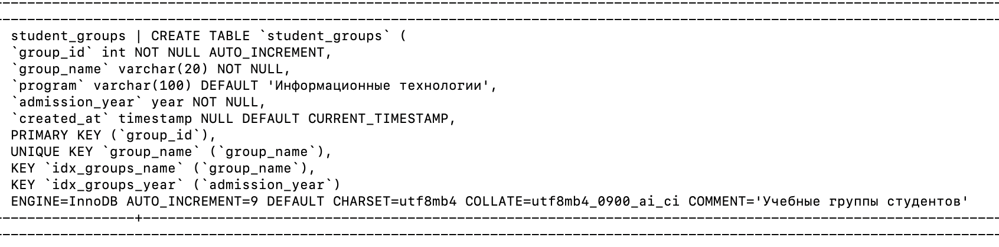 student_groups | CREATE TABLE `student_groups` (
`group_id` int NOT NULL AUTO_INCREMENT,
`group_name` varchar(20) NOT NULL,
`program` varchar(100) DEFAULT 'Информационные технологии',
`admission_year` year NOT NULL,
`created_at` timestamp NULL DEFAULT CURRENT_TIMESTAMP,
PRIMARY KEY (`group_id`),
UNIQUE KEY `group_name` (`group_name`),
KEY `idx_groups_name` (`group_name`),
KEY `idx_groups_year` (`admission_year`)
ENGINE=InnoDB AUTO_INCREMENT=9 DEFAULT CHARSET=utf8mb4 COLLATE=utf8mb4_0900_ai_ci COMMENT='Учебные группы студентов'